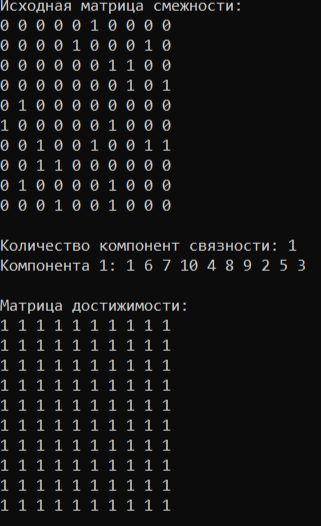 Исходная матрица смежности:
0 0 0 0 0 1 0 0 0 0
0 0 0 0 1 0 0 0 1 0
0 0 0 0 0 0 1 1 0 0
0 0 0 0 0 0 0 1 0 1
0 1 0 0 0 0 0 0 0 0
1 0 0 0 0 0 1 0 0 0
0 0 1 0 0 1 0 0 1 1
0 0 1 1 0 0 0 0 0 0
0 1 0 0 0 0 1 0 0 0
0 0 0 1 0 0 1 0 0 0
Количество компонент связности: 1
Компонента 1: 1 6 7 10 4 8 9 2 5 3
Матрица достижимости:
1 1 1 1 1 1 1 1 1 1
1 1 1 1 1 1 1 1 1 1
1 1 1 1 1 1 1 1 1 1
1 1 1 1 1 1 1 1 1 1
1 1 1 1 1 1 1 1 1 1
1 1 1 1 1 1 1 1 1 1
1 1 1 1 1 1 1 1 1 1
1 1 1 1 1 1 1 1 1 1
1 1 1 1 1 1 1 1 1 1
1 1 1 1 1 1 1 1 1 1